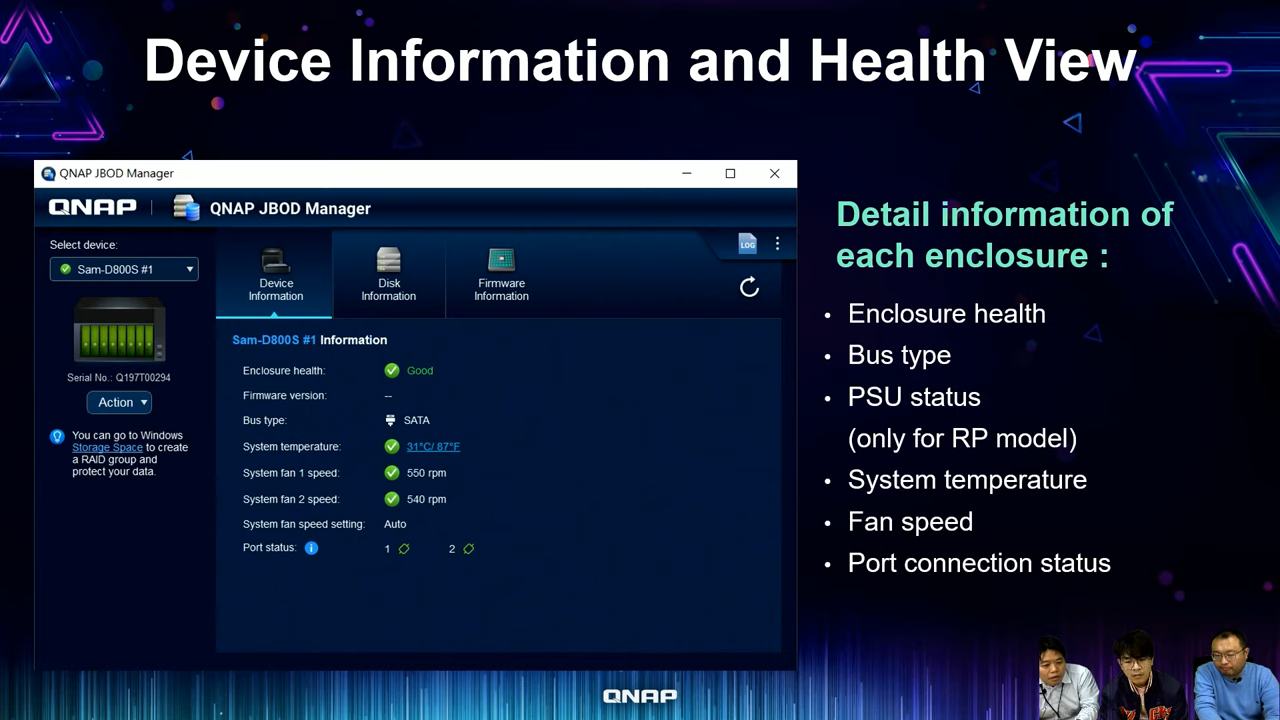 Device Information and Health View
QNAP JBOD Manager
QNAP
QNAP JBOD Manager
Select device:
Sam-D800S #1
Serial No.: Q197T00294
Action
You can go to Windows
Storage Space to create
a RAID group and
protect your data.
LOG
Device
Information
Disk
Information
Firmware
Information
Sam-D800S #1 Information
Enclosure health: Good
Firmware version: --
Bus type: SATA
System temperature: 31°C/ 87°F
System fan 1 speed: 550 rpm
System fan 2 speed: 540 rpm
System fan speed setting: Auto
Port status: 1 2
Detail information of
each enclosure :
• Enclosure health
• Bus type
• PSU status
(only for RP model)
• System temperature
• Fan speed
• Port connection status
QNAP